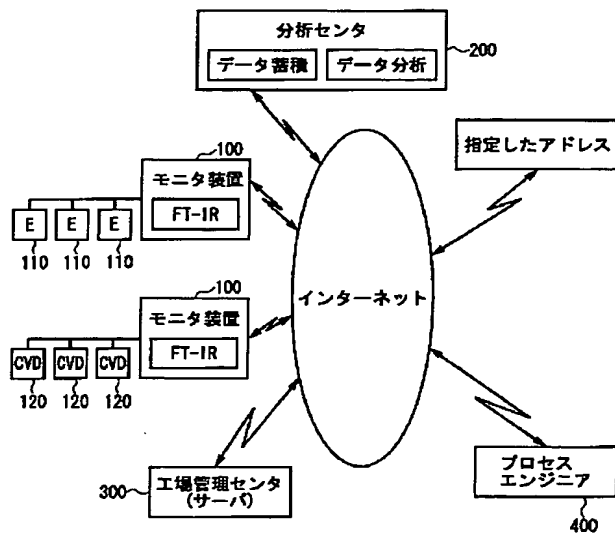 分析センタ
データ蓄積 データ分析
200
指定したアドレス
100
モニタ装置
FT-IR
E E E
110 110 110
インターネット
100
モニタ装置
FT-IR
CVD CVD CVD
120 120 120
300
工場管理センタ
(サーバ)
プロセス
エンジニア
400